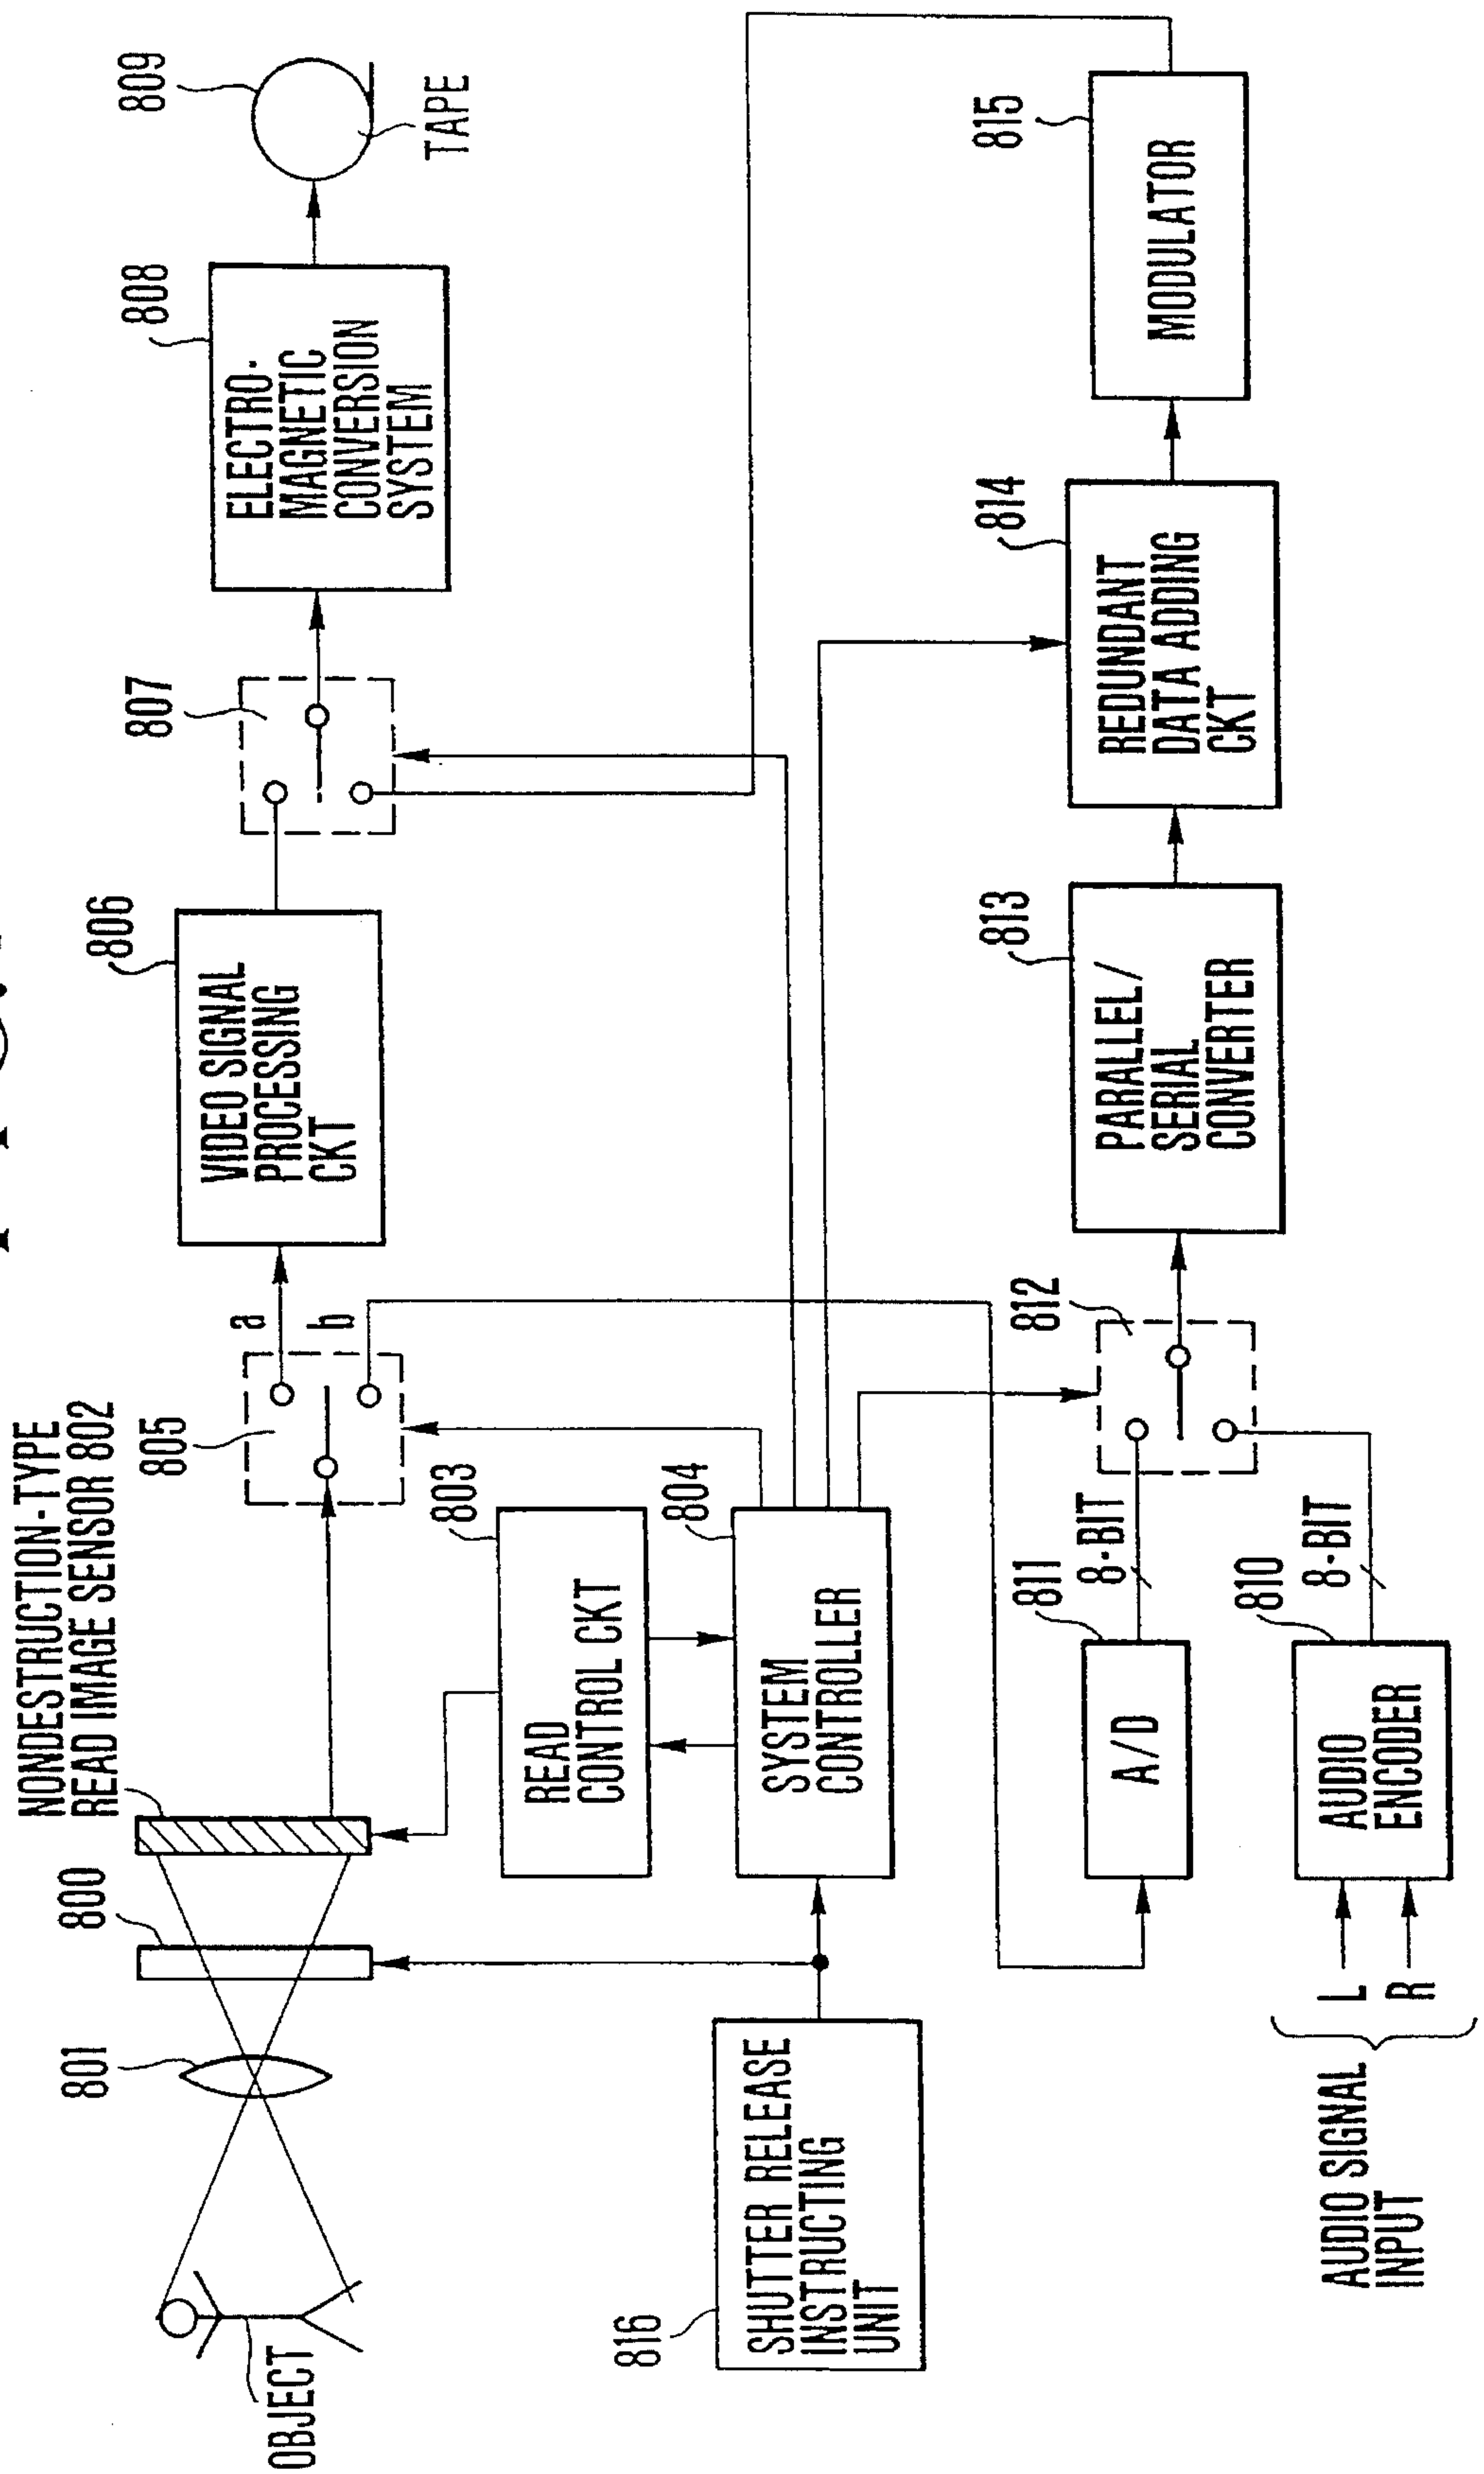 NONDESTRUCTION-TYPE
READ IMAGE SENSOR 802
800
801
OBJECT
805
a
b
806
VIDEO SIGNAL
PROCESSING
CKT
807
808
ELECTRO-
MAGNETIC
CONVERSION
SYSTEM
809
TAPE
803
READ
CONTROL CKT
804
SYSTEM
CONTROLLER
816
SHUTTER RELEASE
INSTRUCTING
UNIT
811
A/D
8-BIT
810
AUDIO
ENCODER
8-BIT
L
R
AUDIO SIGNAL
INPUT
812
813
PARALLEL/
SERIAL
CONVERTER
814
REDUNDANT
DATA ADDING
CKT
815
MODULATOR